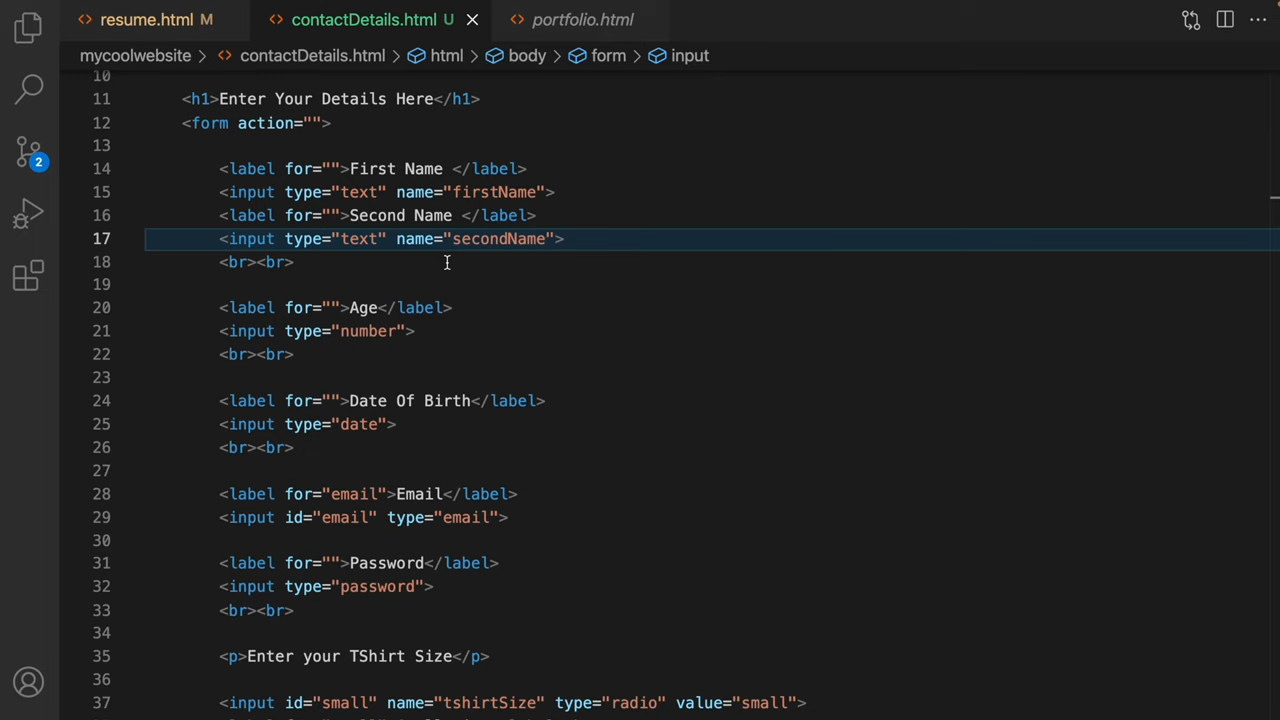 resume.html M contactDetails.html U portfolio.html
mycoolwebsite > contactDetails.html > html > body > form > input
10
11 <h1>Enter Your Details Here</h1>
12 <form action="">
13
14 <label for="">First Name </label>
15 <input type="text" name="firstName">
16 <label for="">Second Name </label>
17 <input type="text" name="secondName">
18 <br><br>
19
20 <label for="">Age</label>
21 <input type="number">
22 <br><br>
23
24 <label for="">Date Of Birth</label>
25 <input type="date">
26 <br><br>
27
28 <label for="email">Email</label>
29 <input id="email" type="email">
30
31 <label for="">Password</label>
32 <input type="password">
33 <br><br>
34
35 <p>Enter your TShirt Size</p>
36
37 <input id="small" name="tshirtSize" type="radio" value="small">
2